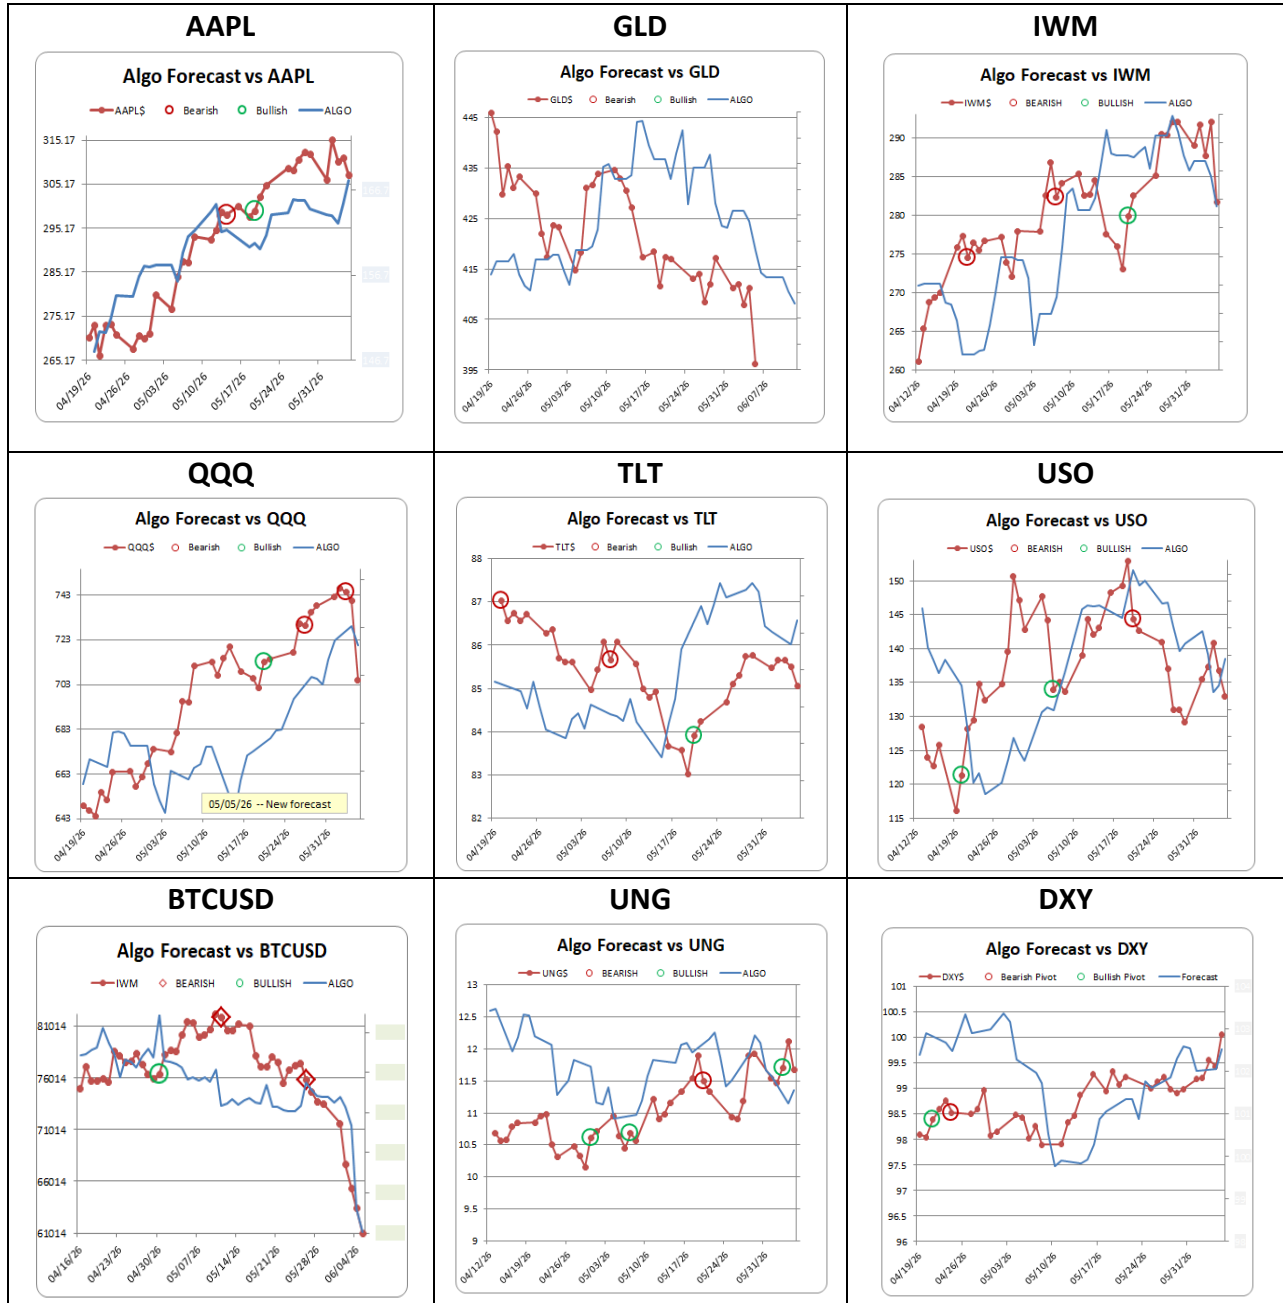 AAPL
GLD
IWM
Algo Forecast vs AAPL
AAPL$ Bearish Bullish ALGO
315.17
305.17
295.17
285.17
275.17
265.17
04/19/26 04/26/26 05/03/26 05/10/26 05/17/26 05/24/26 05/31/26
Algo Forecast vs GLD
GLD$ Bearish Bullish ALGO
445
435
425
415
405
395
04/19/26 04/26/26 05/03/26 05/10/26 05/17/26 05/24/26 05/31/26 06/07/26
Algo Forecast vs IWM
IWM$ BEARISH BULLISH ALGO
290
285
280
275
270
265
260
04/12/26 04/19/26 04/26/26 05/03/26 05/10/26 05/17/26 05/24/26 05/31/26
QQQ
TLT
USO
Algo Forecast vs QQQ
QQQ$ Bearish Bullish ALGO
743
723
703
683
663
643
05/05/26 -- New forecast
04/19/26 04/26/26 05/03/26 05/10/26 05/17/26 05/24/26 05/31/26
Algo Forecast vs TLT
TLT$ Bearish Bullish ALGO
88
87
86
85
84
83
82
04/19/26 04/26/26 05/03/26 05/10/26 05/17/26 05/24/26 05/31/26
Algo Forecast vs USO
USO$ BEARISH BULLISH ALGO
150
145
140
135
130
125
120
115
04/12/26 04/19/26 04/26/26 05/03/26 05/10/26 05/17/26 05/24/26 05/31/26
BTCUSD
UNG
DXY
Algo Forecast vs BTCUSD
IWM BEARISH BULLISH ALGO
81014
76014
71014
66014
61014
04/16/26 04/23/26 04/30/26 05/07/26 05/14/26 05/21/26 05/28/26 06/04/26
Algo Forecast vs UNG
UNG$ BEARISH BULLISH ALGO
13
12
11.5
11
10.5
10
9.5
9
04/12/26 04/19/26 04/26/26 05/03/26 05/10/26 05/17/26 05/24/26 05/31/26
Algo Forecast vs DXY
DXY$ Bearish Pivot Bullish Pivot Forecast
101
100.5
100
99.5
99
98.5
98
97.5
97
96.5
96
04/19/26 04/26/26 05/03/26 05/10/26 05/17/26 05/24/26 05/31/26